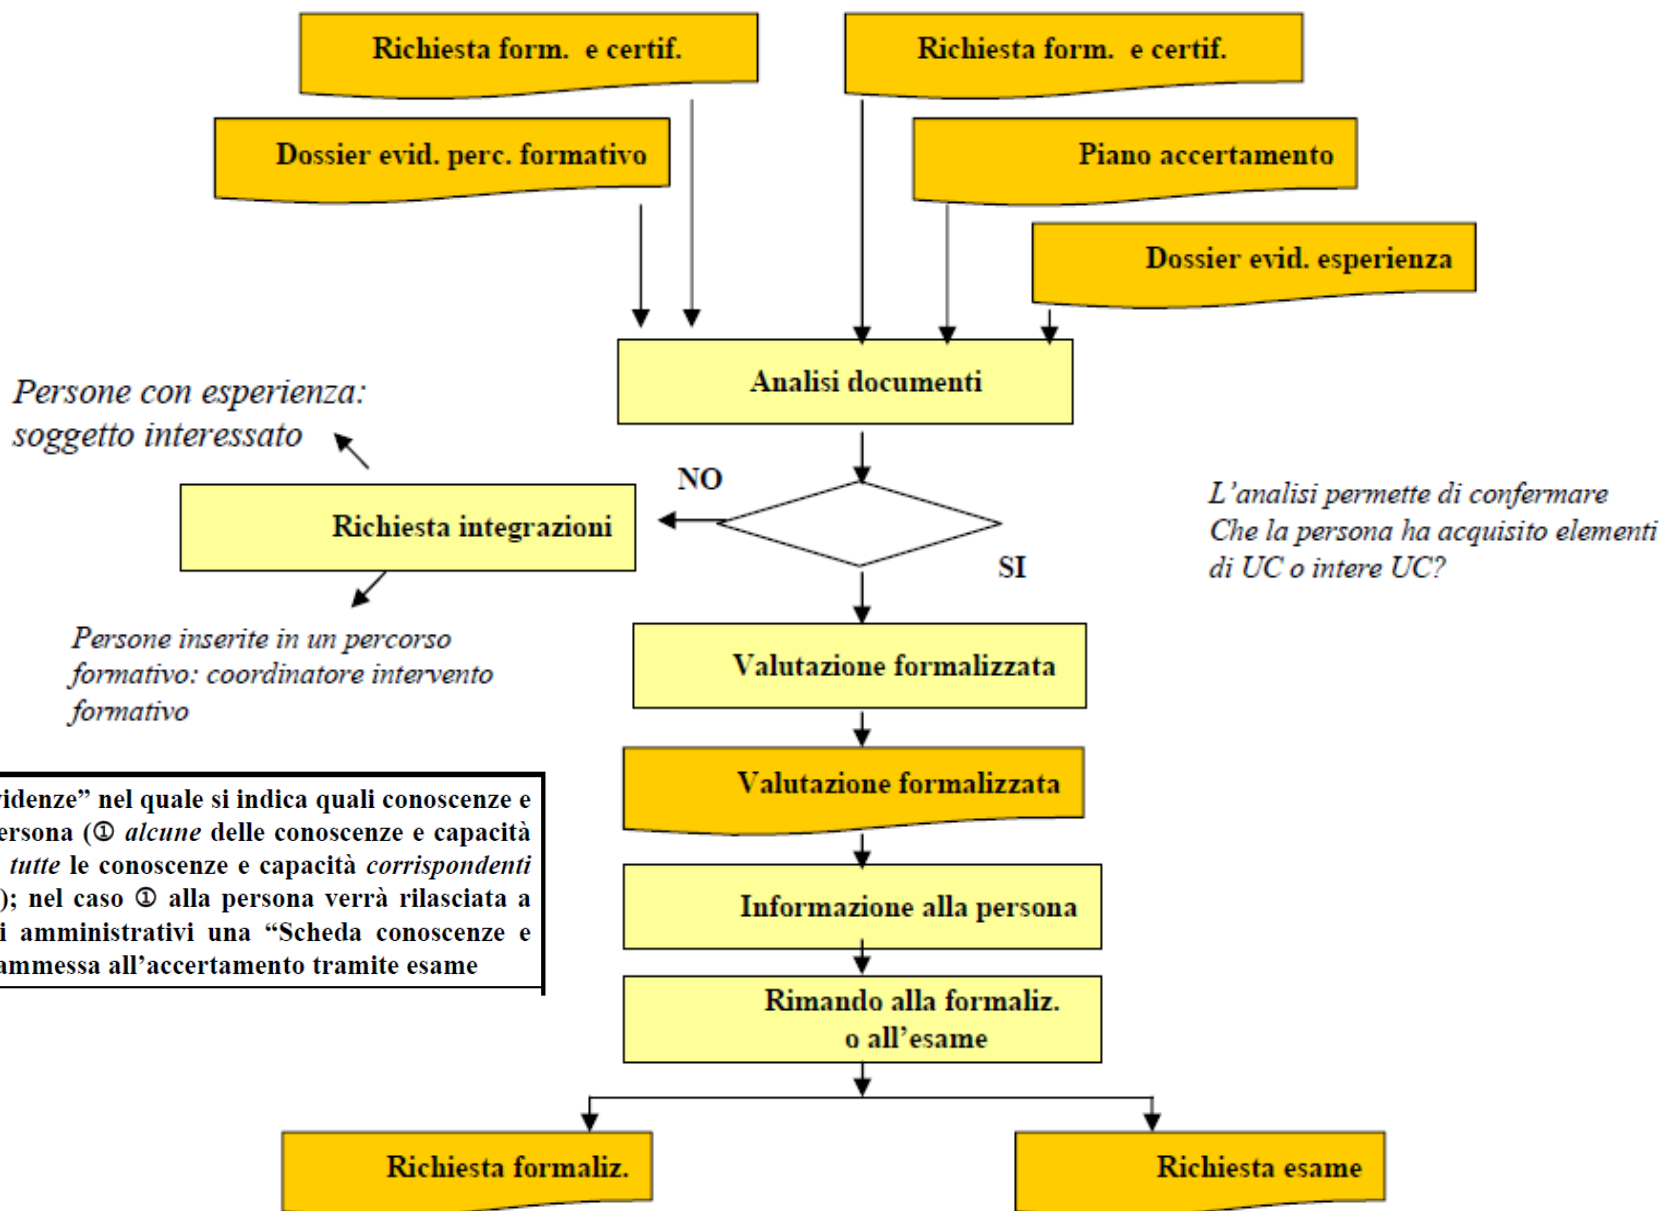 Richiesta form. e certif.
Richiesta form. e certif.
Dossier evid. perc. formativo
Piano accertamento
Dossier evid. esperienza
Analisi documenti
Persone con esperienza:
soggetto interessato
NO
Richiesta integrazioni
SI
L’analisi permette di confermare
Che la persona ha acquisito elementi
di UC o intere UC?
Persone inserite in un percorso
formativo: coordinatore intervento
formativo
Valutazione formalizzata
Valutazione formalizzata
videnze” nel quale si indica quali conoscenze e
ersona (① alcune delle conoscenze e capacità
tutte le conoscenze e capacità corrispondenti
); nel caso ① alla persona verrà rilasciata a
i amministrativi una “Scheda conoscenze e
ammessa all’accertamento tramite esame
Informazione alla persona
Rimando alla formaliz.
o all’esame
Richiesta formaliz.
Richiesta esame